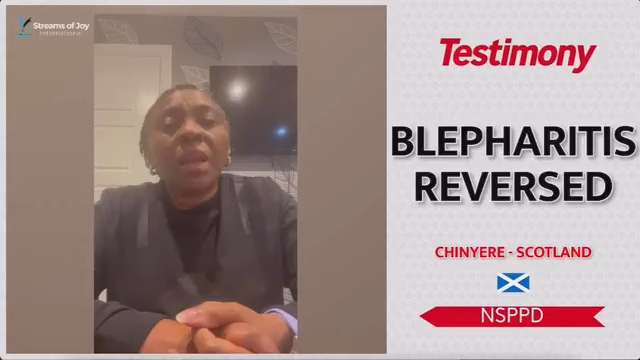 Streams of Joy
International
Testimony
BLEPHARITIS
REVERSED
CHINYERE - SCOTLAND
NSPPD